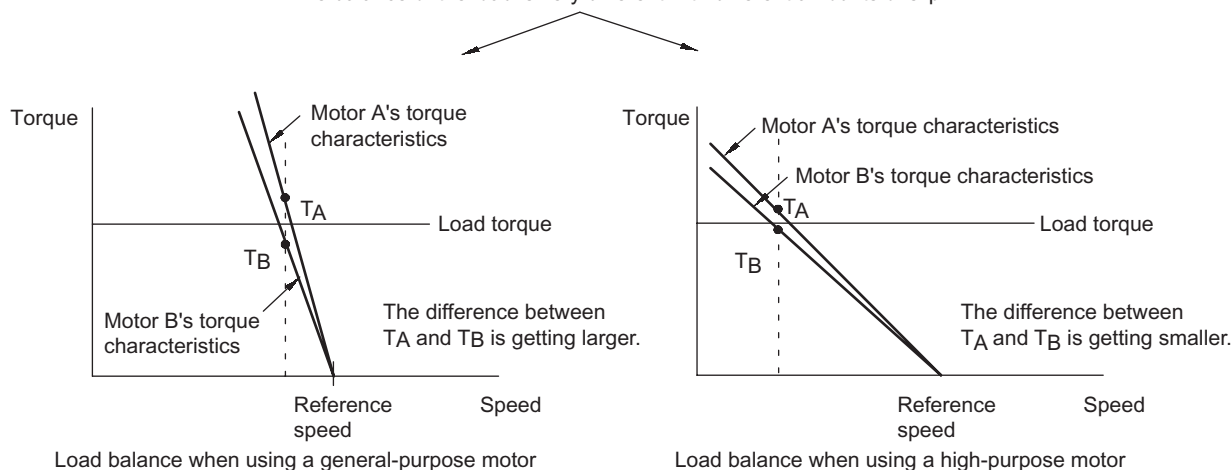 Torque
Motor A's torque
characteristics
TA
Load torque
TB
Motor B's torque
characteristics
The difference between
TA and TB is getting larger.
Reference
speed
Speed
Load balance when using a general-purpose motor
Torque
Motor A's torque characteristics
Motor B's torque characteristics
TA
Load torque
TB
The difference between
TA and TB is getting smaller.
Reference
speed
Speed
Load balance when using a high-purpose motor